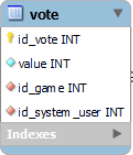 vote
id_vote INT
value INT
id_game INT
id_system_user INT
Indexes